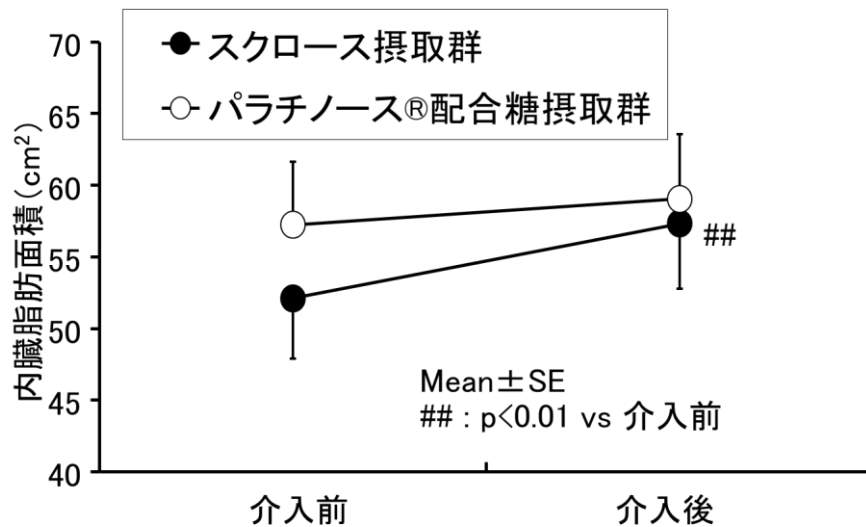 スクロース摂取群
パラチノース®配合糖摂取群
内臓脂肪面積(cm²)
70
65
60
55
50
45
40
##
Mean±SE
## : p<0.01 vs 介入前
介入前
介入後